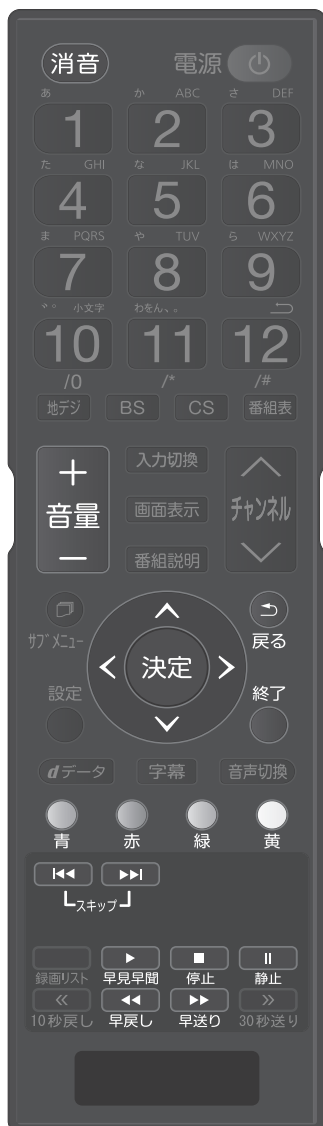 消音 電源
あ か ABC さ DEF
1 2 3
た GHI な JKL は MNO
4 5 6
ま PQRS や TUV ら WXYZ
7 8 9
゛゜ 小文字 わをん、。
10 11 12
/0 /* /#
地デジ BS CS 番組表
+ 入力切換
音量 画面表示 チャンネル
− 番組説明
サブメニュー 戻る
決定
設定 終了
dデータ 字幕 音声切換
青 赤 緑 黄
スキップ
録画リスト 早見早聞 停止 静止
10秒戻し 早戻し 早送り 30秒送り